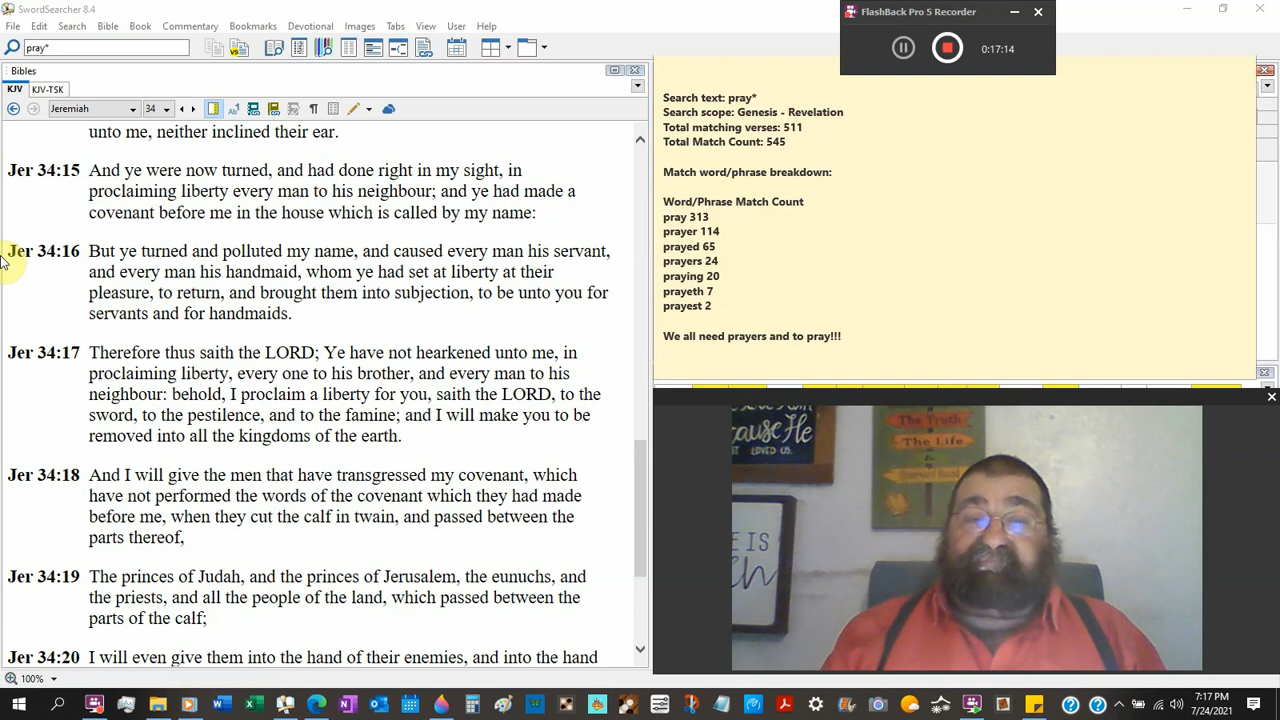 SwordSearcher 8.4
File Edit Search Bible Book Commentary Bookmarks Devotional Images Tabs View User Help
pray*
Bibles
KJV KJV-TSK
Jeremiah 34
unto me, neither inclined their ear.
Jer 34:15 And ye were now turned, and had done right in my sight, in
proclaiming liberty every man to his neighbour; and ye had made a
covenant before me in the house which is called by my name:
Jer 34:16 But ye turned and polluted my name, and caused every man his servant,
and every man his handmaid, whom ye had set at liberty at their
pleasure, to return, and brought them into subjection, to be unto you for
servants and for handmaids.
Jer 34:17 Therefore thus saith the LORD; Ye have not hearkened unto me, in
proclaiming liberty, every one to his brother, and every man to his
neighbour: behold, I proclaim a liberty for you, saith the LORD, to the
sword, to the pestilence, and to the famine; and I will make you to be
removed into all the kingdoms of the earth.
Jer 34:18 And I will give the men that have transgressed my covenant, which
have not performed the words of the covenant which they had made
before me, when they cut the calf in twain, and passed between the
parts thereof,
Jer 34:19 The princes of Judah, and the princes of Jerusalem, the eunuchs, and
the priests, and all the people of the land, which passed between the
parts of the calf;
Jer 34:20 I will even give them into the hand of their enemies, and into the hand
100%
FlashBack Pro 5 Recorder
0:17:14
Search text: pray*
Search scope: Genesis - Revelation
Total matching verses: 511
Total Match Count: 545
Match word/phrase breakdown:
Word/Phrase Match Count
pray 313
prayer 114
prayed 65
prayers 24
praying 20
prayeth 7
prayest 2
We all need prayers and to pray!!!
cause He
ST LOVED US.
The Truth
The Life
&
IS
7:17 PM
7/24/2021